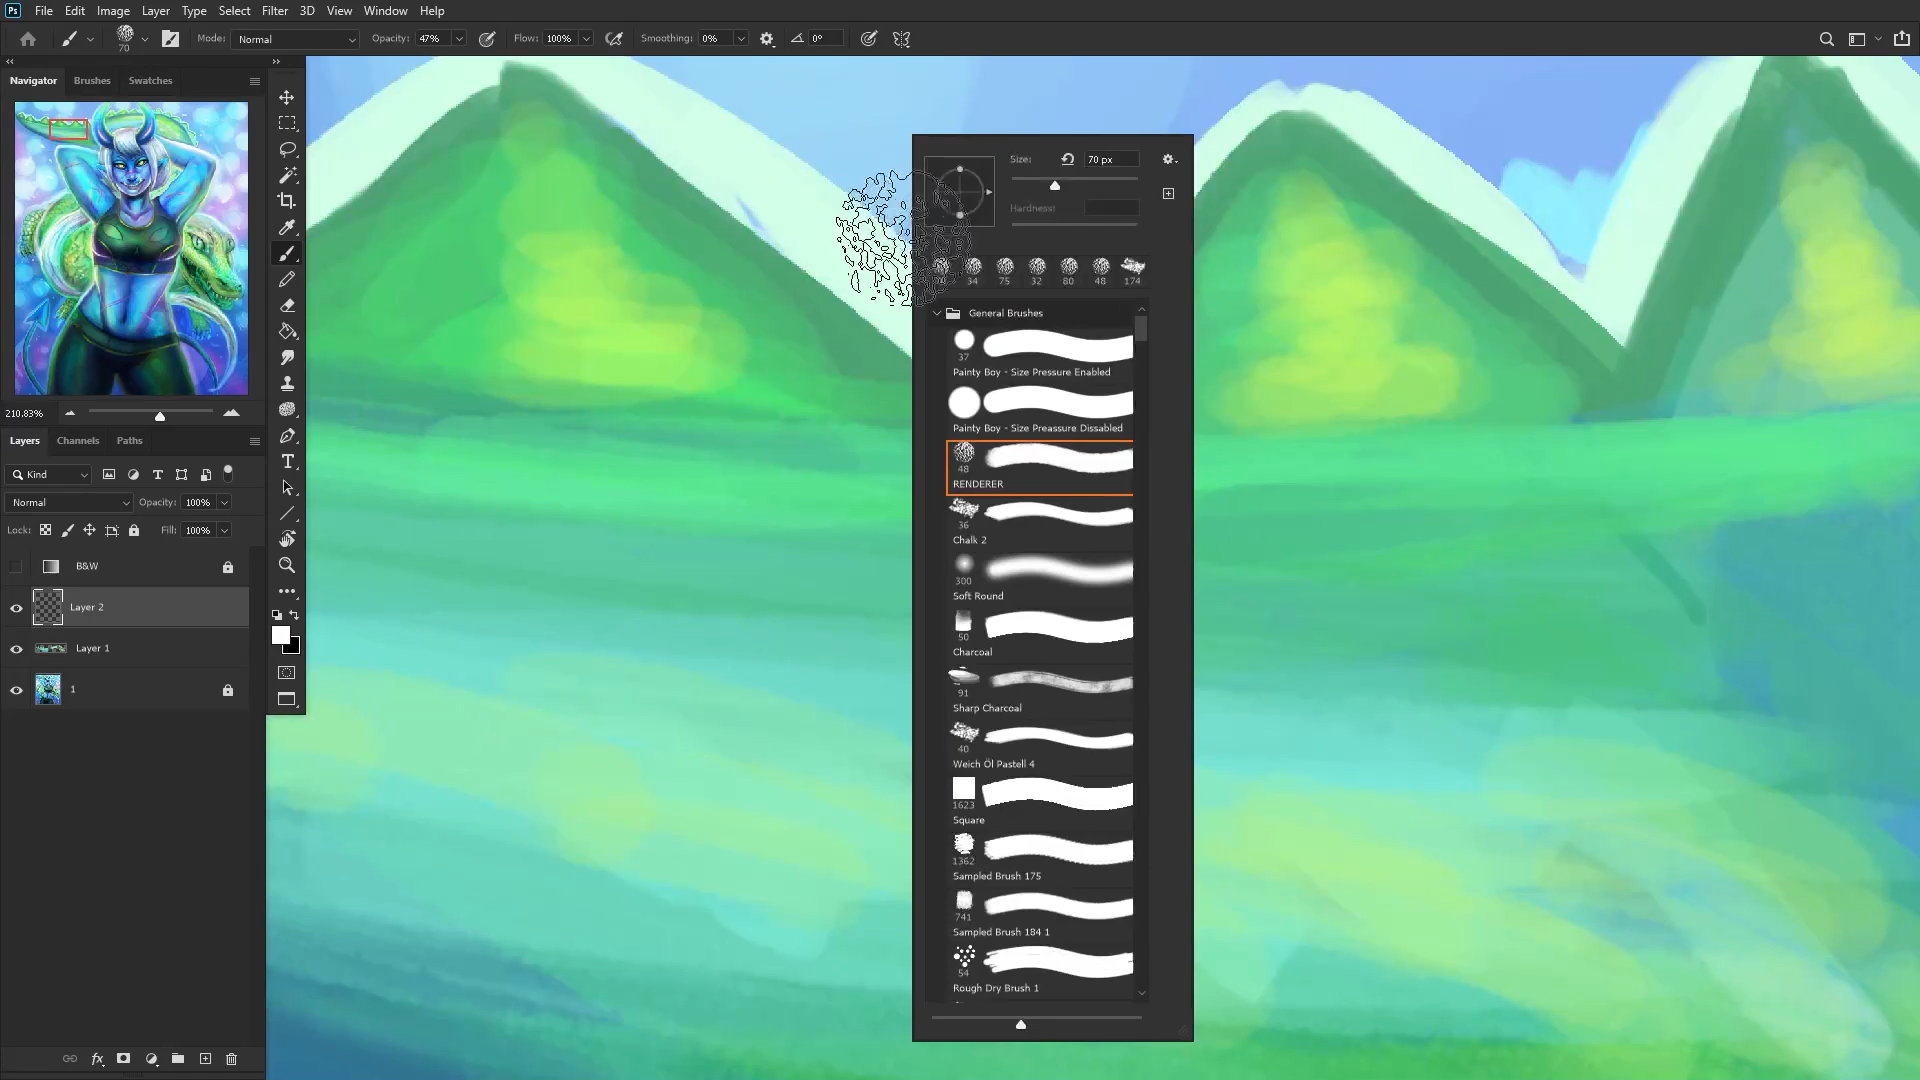 Ps File Edit Image Layer Type Select Filter 3D View Window Help
70 Mode: Normal Opacity: 47% Flow: 100% Smoothing: 0% 0°
Navigator Brushes Swatches
210.83%
Layers Channels Paths
Kind
Normal Opacity: 100%
Lock: Fill: 100%
B&W
Layer 2
Layer 1
1
fx
Size: 70 px
Hardness:
34 75 32 80 48 174
General Brushes
37
Painty Boy - Size Pressure Enabled
Painty Boy - Size Preassure Dissabled
48
RENDERER
36
Chalk 2
300
Soft Round
50
Charcoal
91
Sharp Charcoal
40
Weich Öl Pastell 4
1623
Square
1362
Sampled Brush 175
741
Sampled Brush 184 1
54
Rough Dry Brush 1